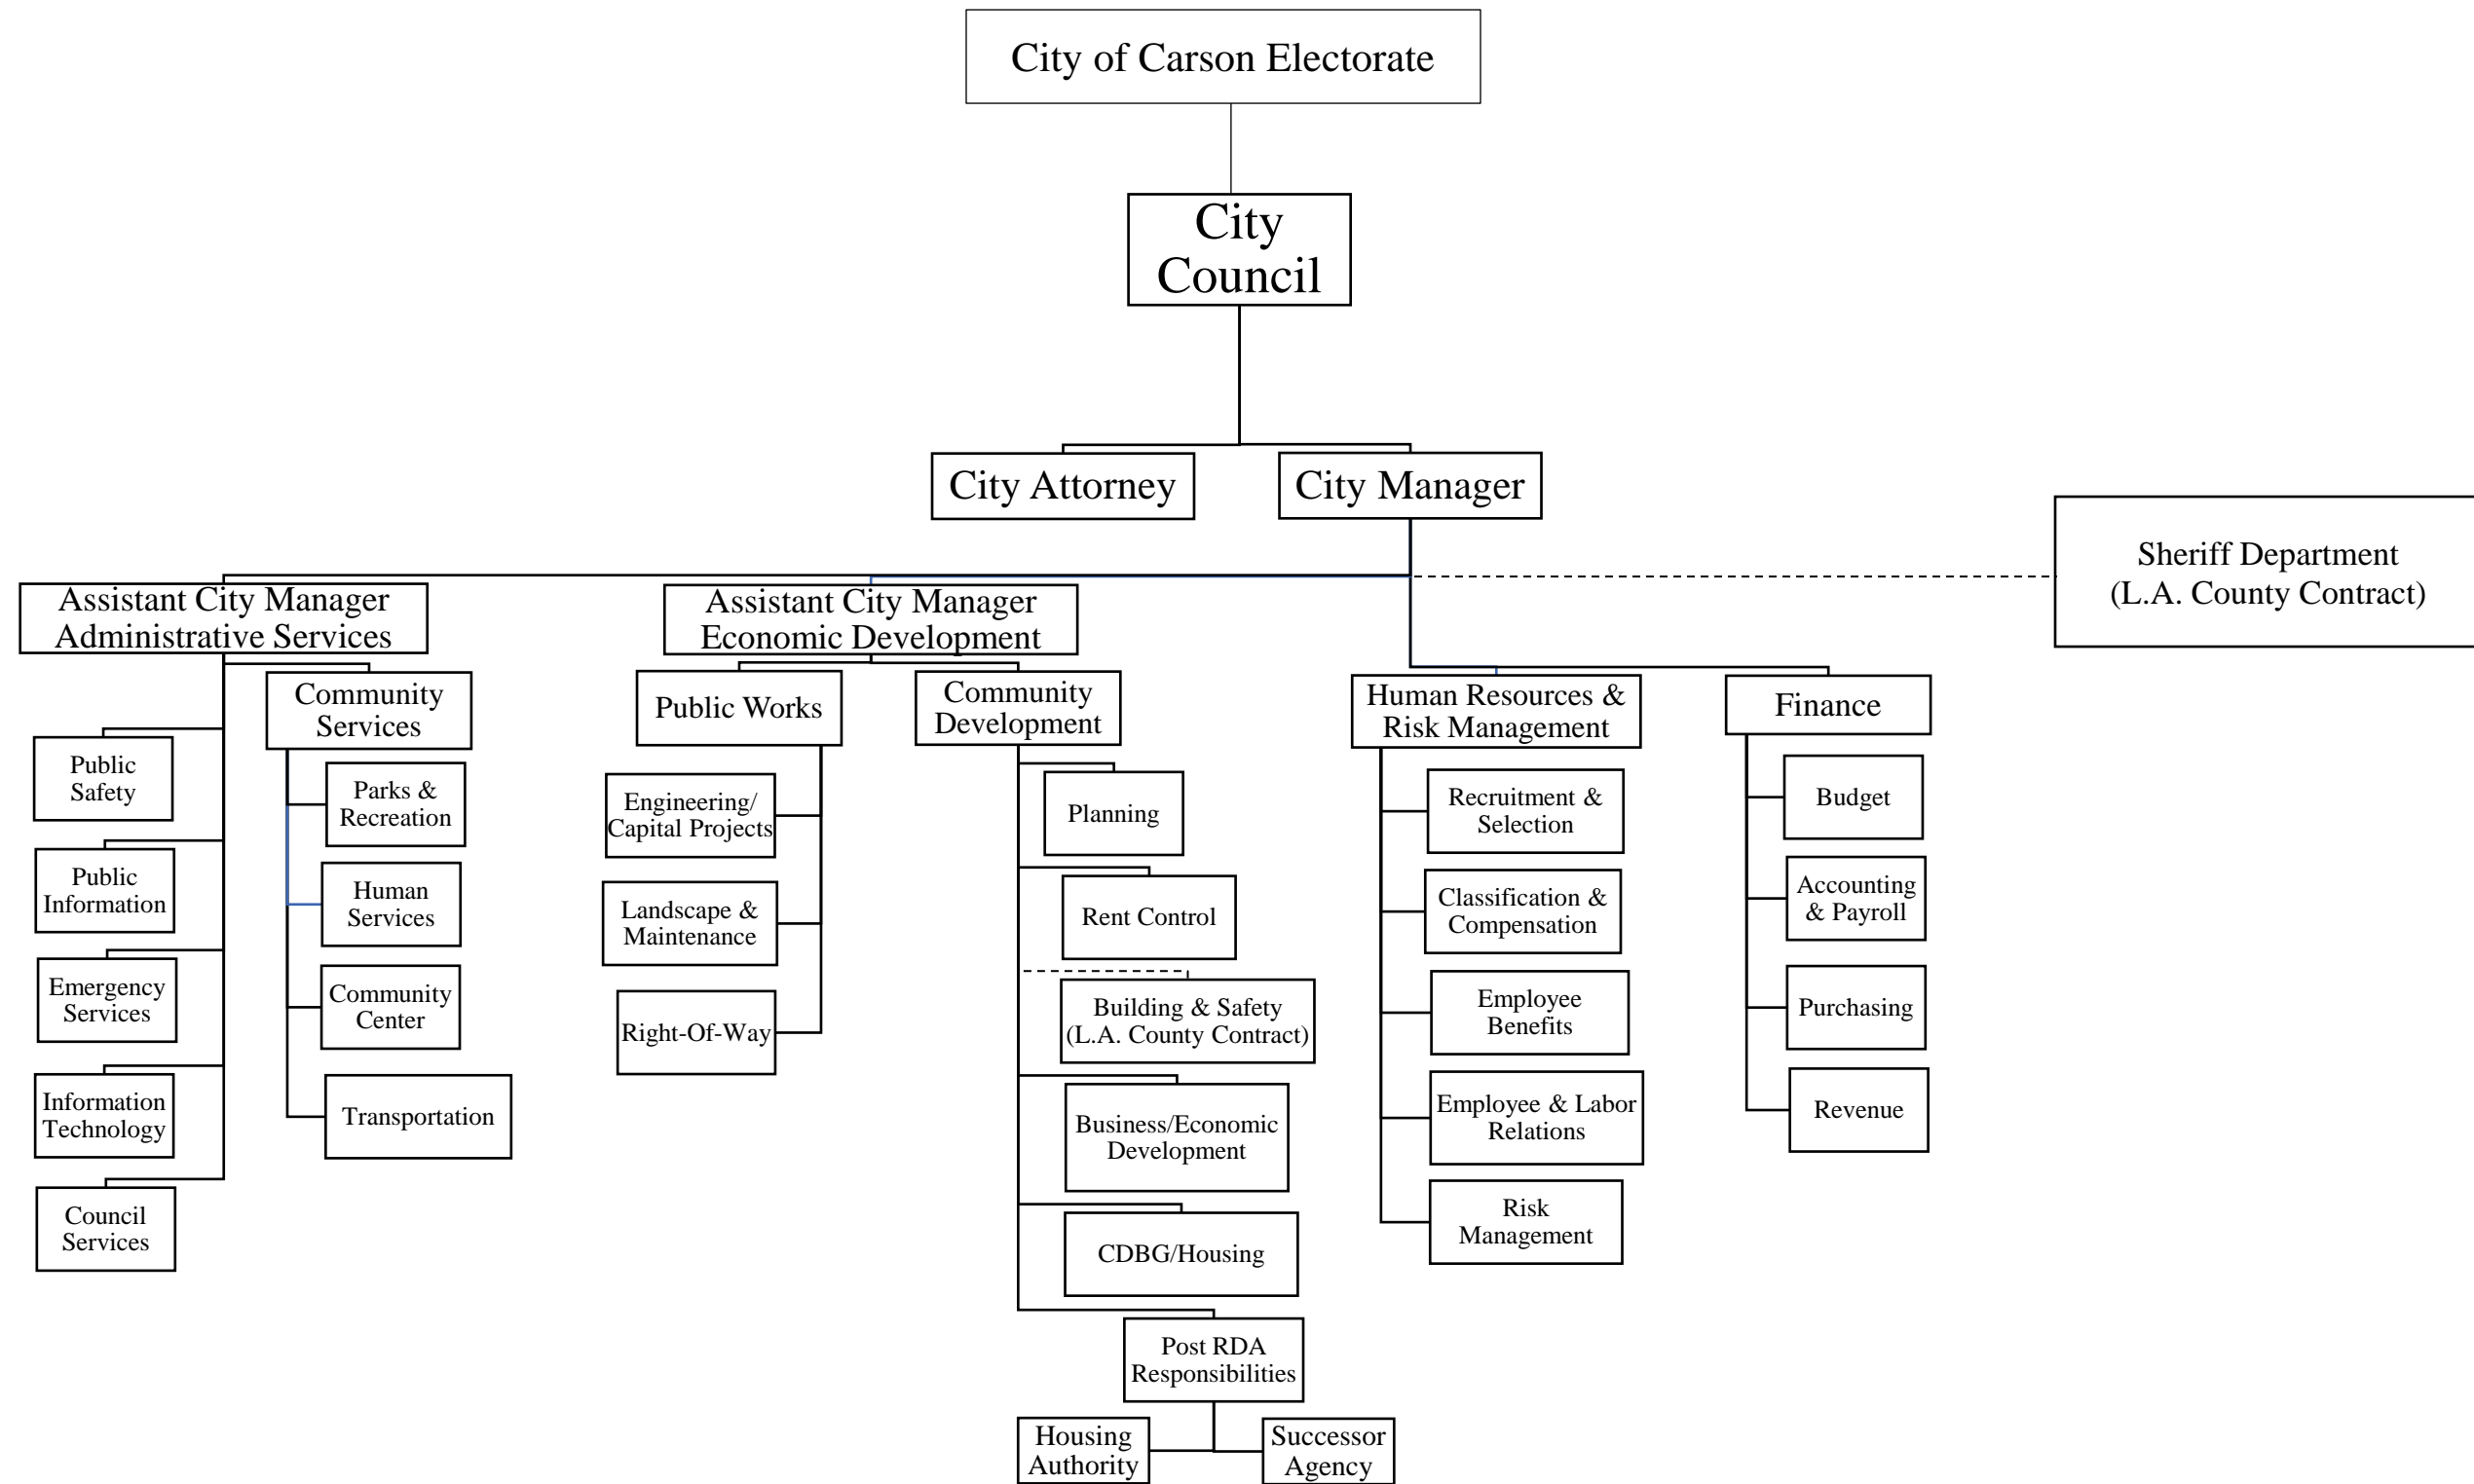 City of Carson Electorate
City
Council
City Attorney
City Manager
Sheriff Department
(L.A. County Contract)
Assistant City Manager
Administrative Services
Assistant City Manager
Economic Development
Community
Services
Public Works
Community
Development
Human Resources &
Risk Management
Finance
Public
Safety
Public
Information
Emergency
Services
Information
Technology
Council
Services
Parks &
Recreation
Human
Services
Community
Center
Transportation
Engineering/
Capital Projects
Landscape &
Maintenance
Right-Of-Way
Planning
Rent Control
Building & Safety
(L.A. County Contract)
Business/Economic
Development
CDBG/Housing
Post RDA
Responsibilities
Housing
Authority
Successor
Agency
Recruitment &
Selection
Classification &
Compensation
Employee
Benefits
Employee & Labor
Relations
Risk
Management
Budget
Accounting
& Payroll
Purchasing
Revenue